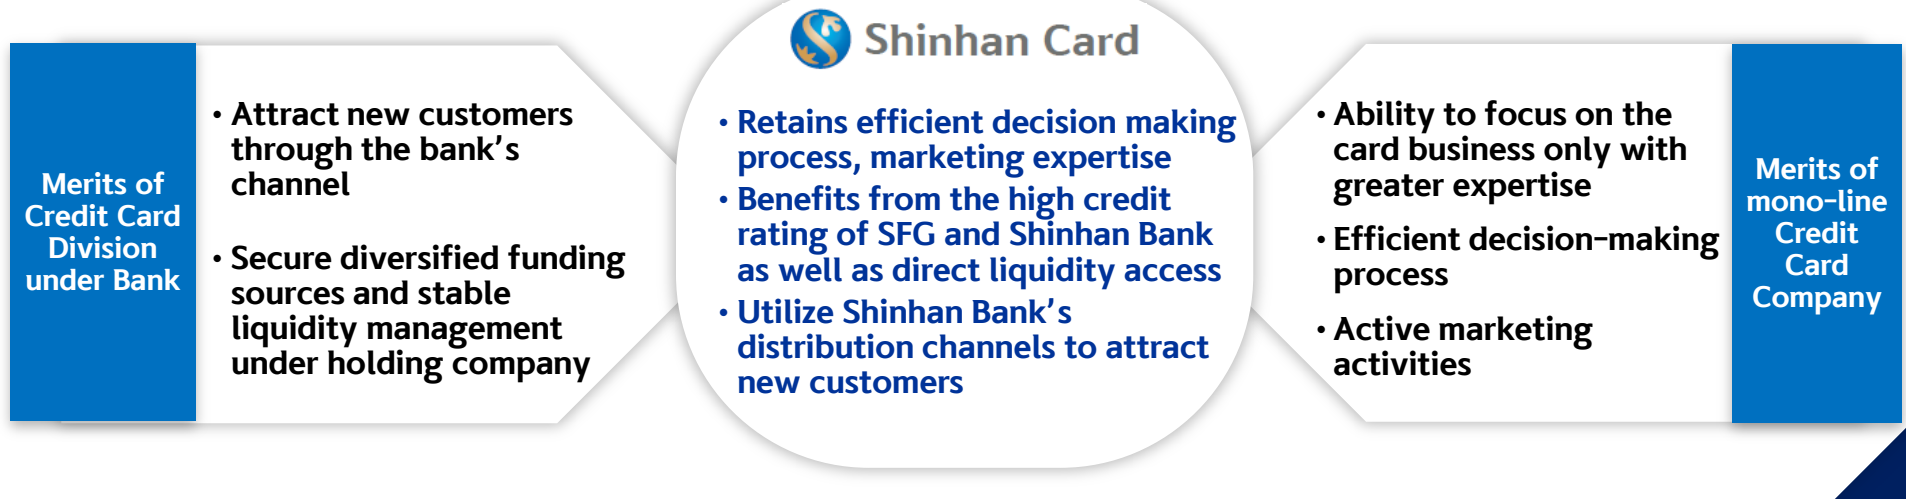 Merits of
Credit Card
Division
under Bank
• Attract new customers
through the bank's
channel
• Secure diversified funding
sources and stable
liquidity management
under holding company
Shinhan Card
• Retains efficient decision making
process, marketing expertise
• Benefits from the high credit
rating of SFG and Shinhan Bank
as well as direct liquidity access
• Utilize Shinhan Bank's
distribution channels to attract
new customers
• Ability to focus on the
card business only with
greater expertise
• Efficient decision-making
process
• Active marketing
activities
Merits of
mono-line
Credit
Card
Company